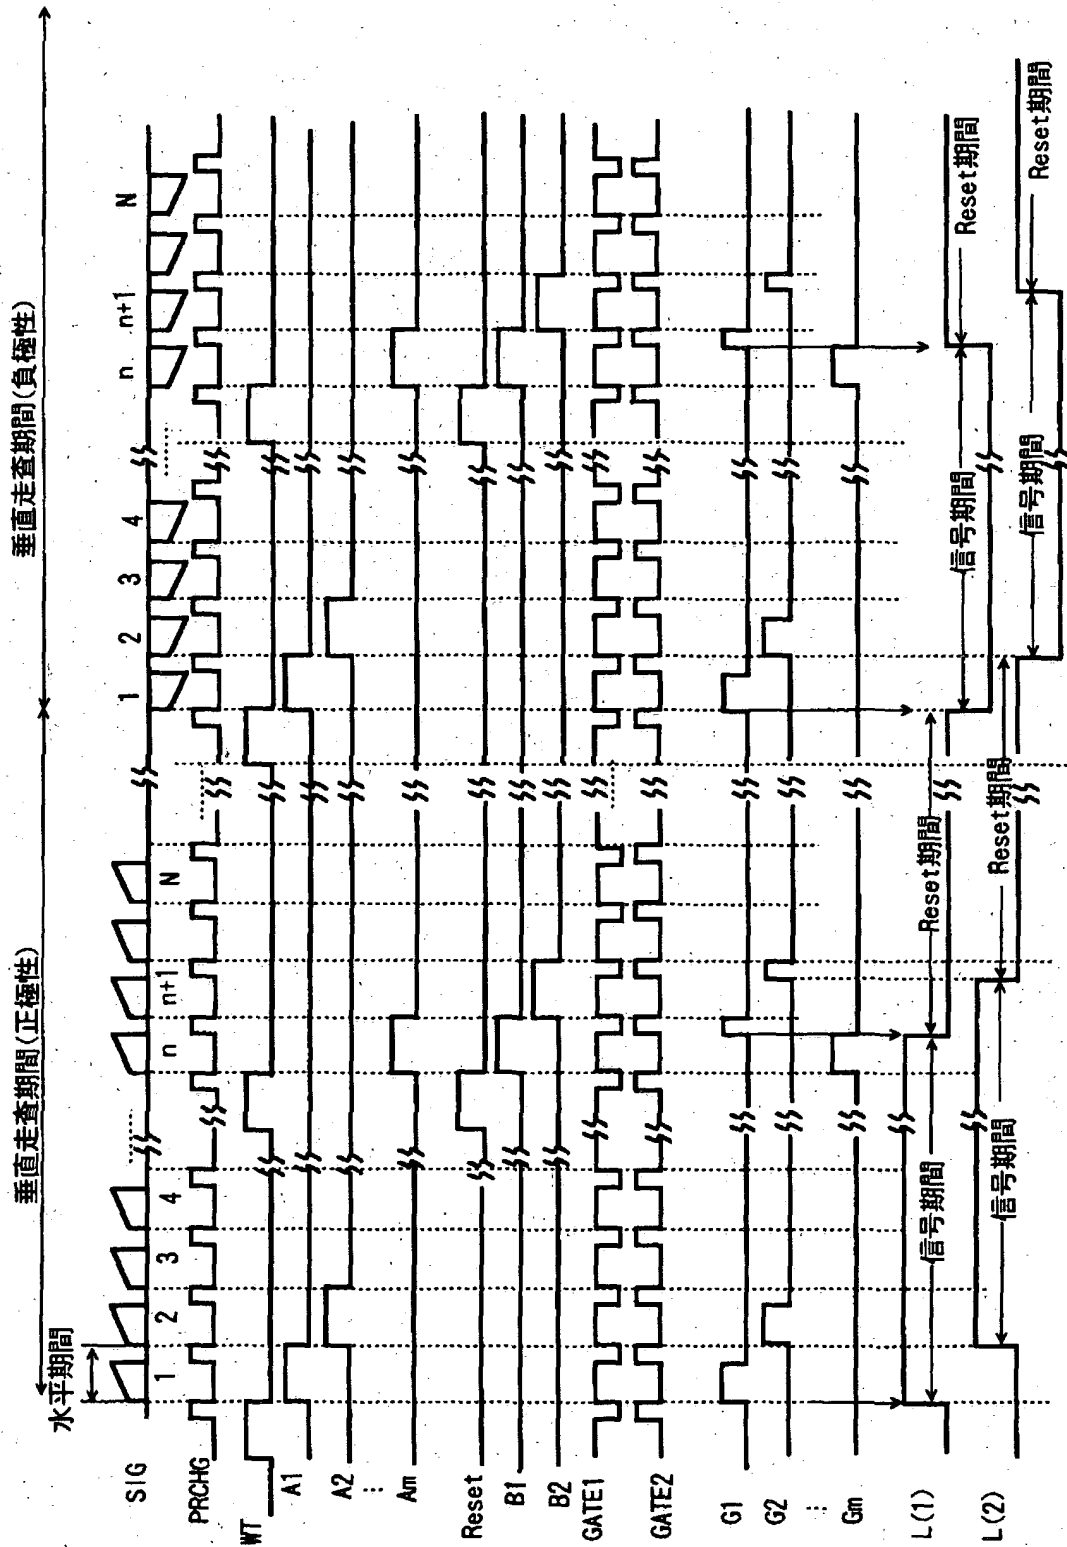 垂直走査期間(正極性)
垂直走査期間(負極性)
水平期間
SIG
1 2 3 4 n n+1 N
1 2 3 4 n n+1 N
PRCHG
WT
A1
A2
⋮
Am
Reset
B1
B2
GATE1
GATE2
G1
G2
⋮
Gm
L(1)
信号期間
Reset期間
信号期間
Reset期間
L(2)
信号期間
Reset期間
信号期間
Reset期間